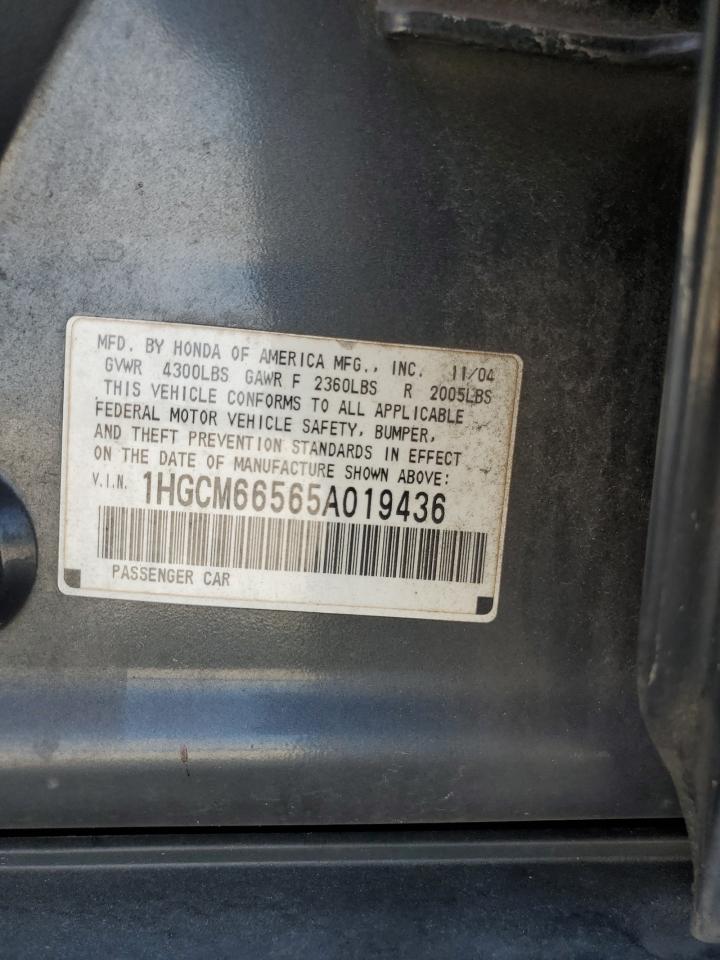 MFD. BY HONDA OF AMERICA MFG., INC. 11/04
GVWR 4300LBS GAWR F 2360LBS R 2005LBS
THIS VEHICLE CONFORMS TO ALL APPLICABLE
FEDERAL MOTOR VEHICLE SAFETY, BUMPER,
AND THEFT PREVENTION STANDARDS IN EFFECT
ON THE DATE OF MANUFACTURE SHOWN ABOVE:
V.I.N. 1HGCM66565A019436
PASSENGER CAR